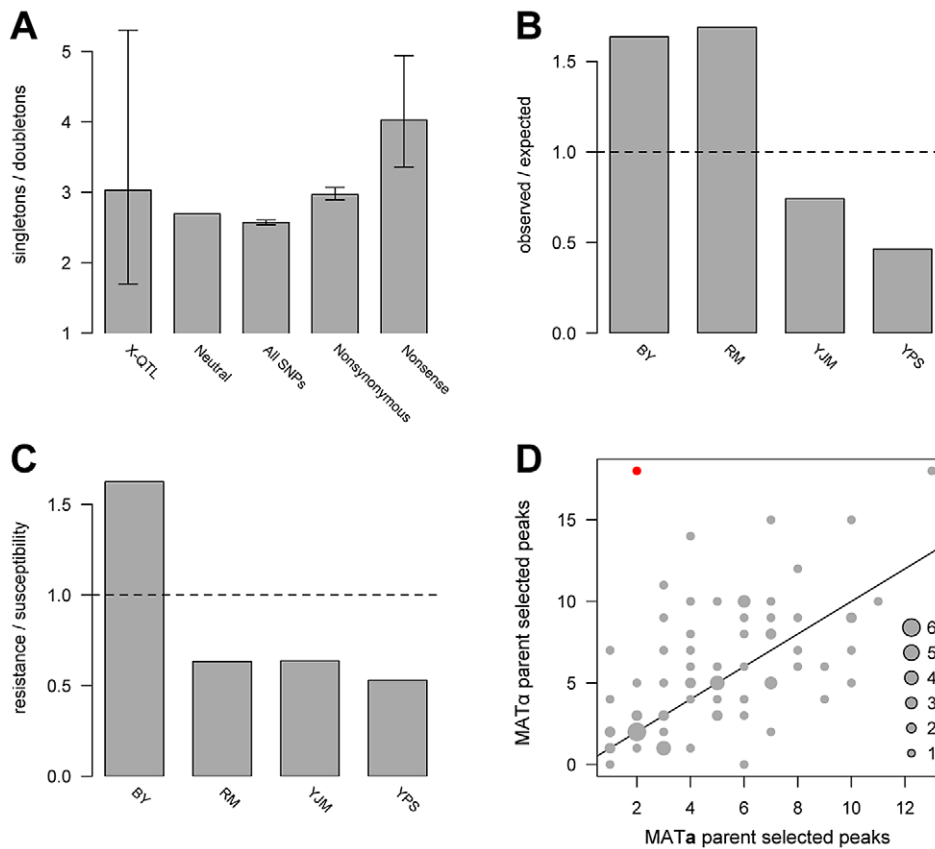 A
singletons / doubletons
5
4
3
2
1
X-QTL
Neutral
All SNPs
Nonsynonymous
Nonsense
B
observed / expected
1.5
1.0
0.5
0.0
BY
RM
YJM
YPS
C
resistance / susceptibility
1.5
1.0
0.5
0.0
BY
RM
YJM
YPS
D
MATα parent selected peaks
15
10
5
0
6
5
4
3
2
1
2 4 6 8 10 12
MATa parent selected peaks